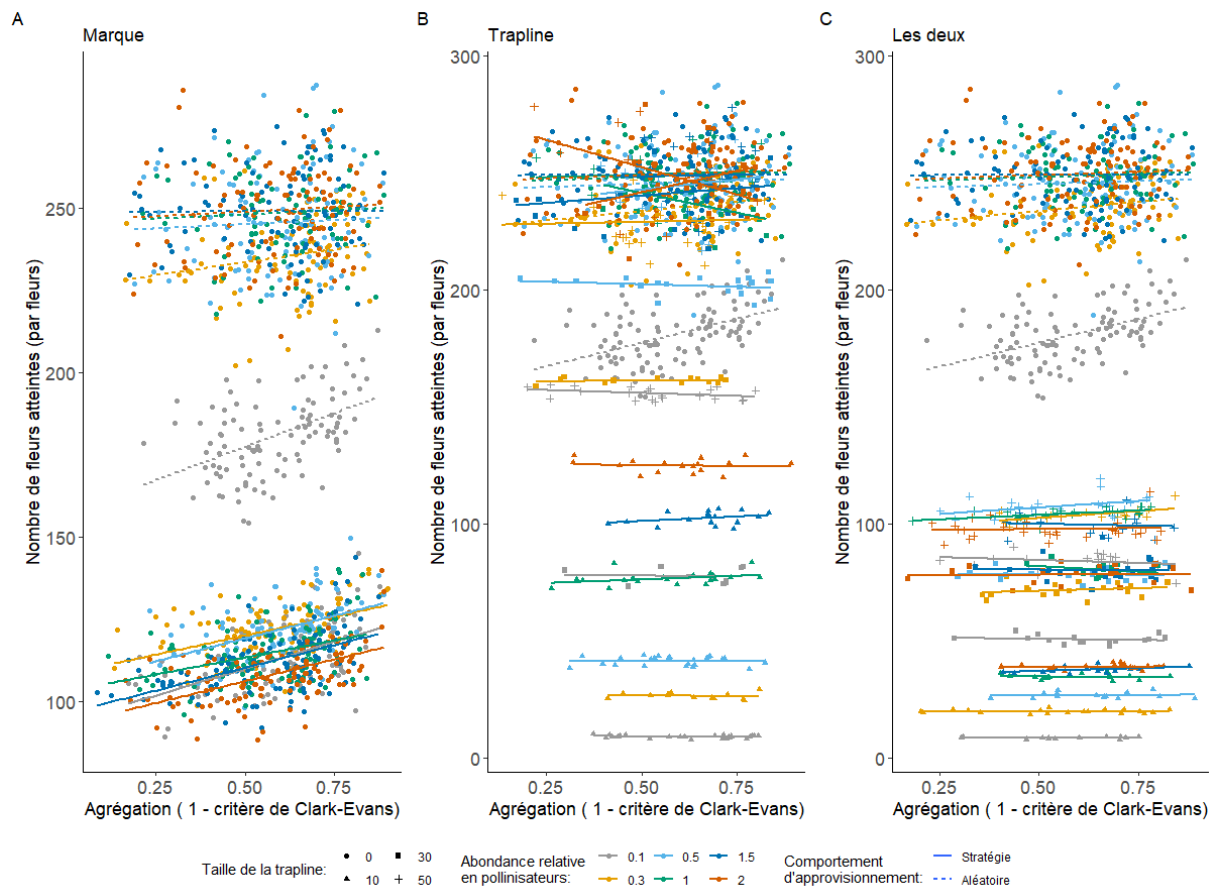 A
Marque
B
Trapline
C
Les deux
Nombre de fleurs atteintes (par fleurs)
250
200
150
100
0.25 0.50 0.75
Agrégation ( 1 - critère de Clark-Evans)
Nombre de fleurs atteintes (par fleurs)
300
200
100
0
0.25 0.50 0.75
Agrégation ( 1 - critère de Clark-Evans)
Nombre de fleurs atteintes (par fleurs)
300
200
100
0
0.25 0.50 0.75
Agrégation ( 1 - critère de Clark-Evans)
Taille de la trapline:
0 30
10 50
Abondance relative
en pollinisateurs:
0.1 0.5 1.5
0.3 1 2
Comportement
d'approvisionnement:
Stratégie
Aléatoire